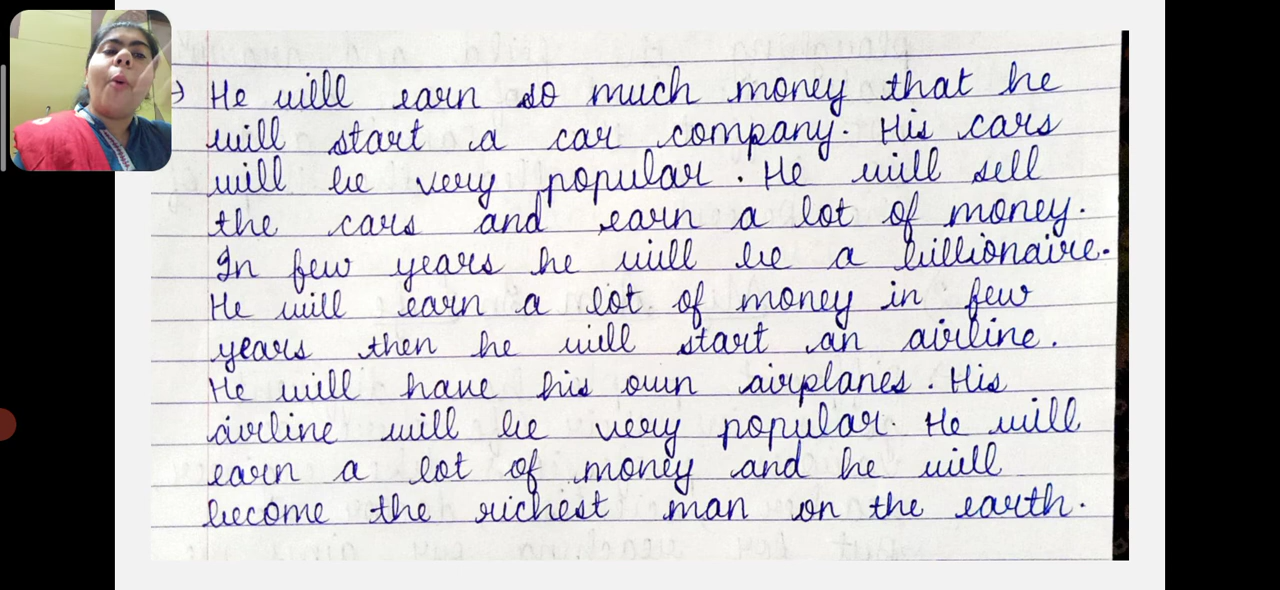 → He will earn so much money that he
will start a car company. His cars
will be very popular. He will sell
the cars and earn a lot of money.
In few years he will be a billionaire.
He will earn a lot of money in few
years then he will start an airline.
He will have his own airplanes. His
airline will be very popular. He will
earn a lot of money and he will
become the richest man on the earth.